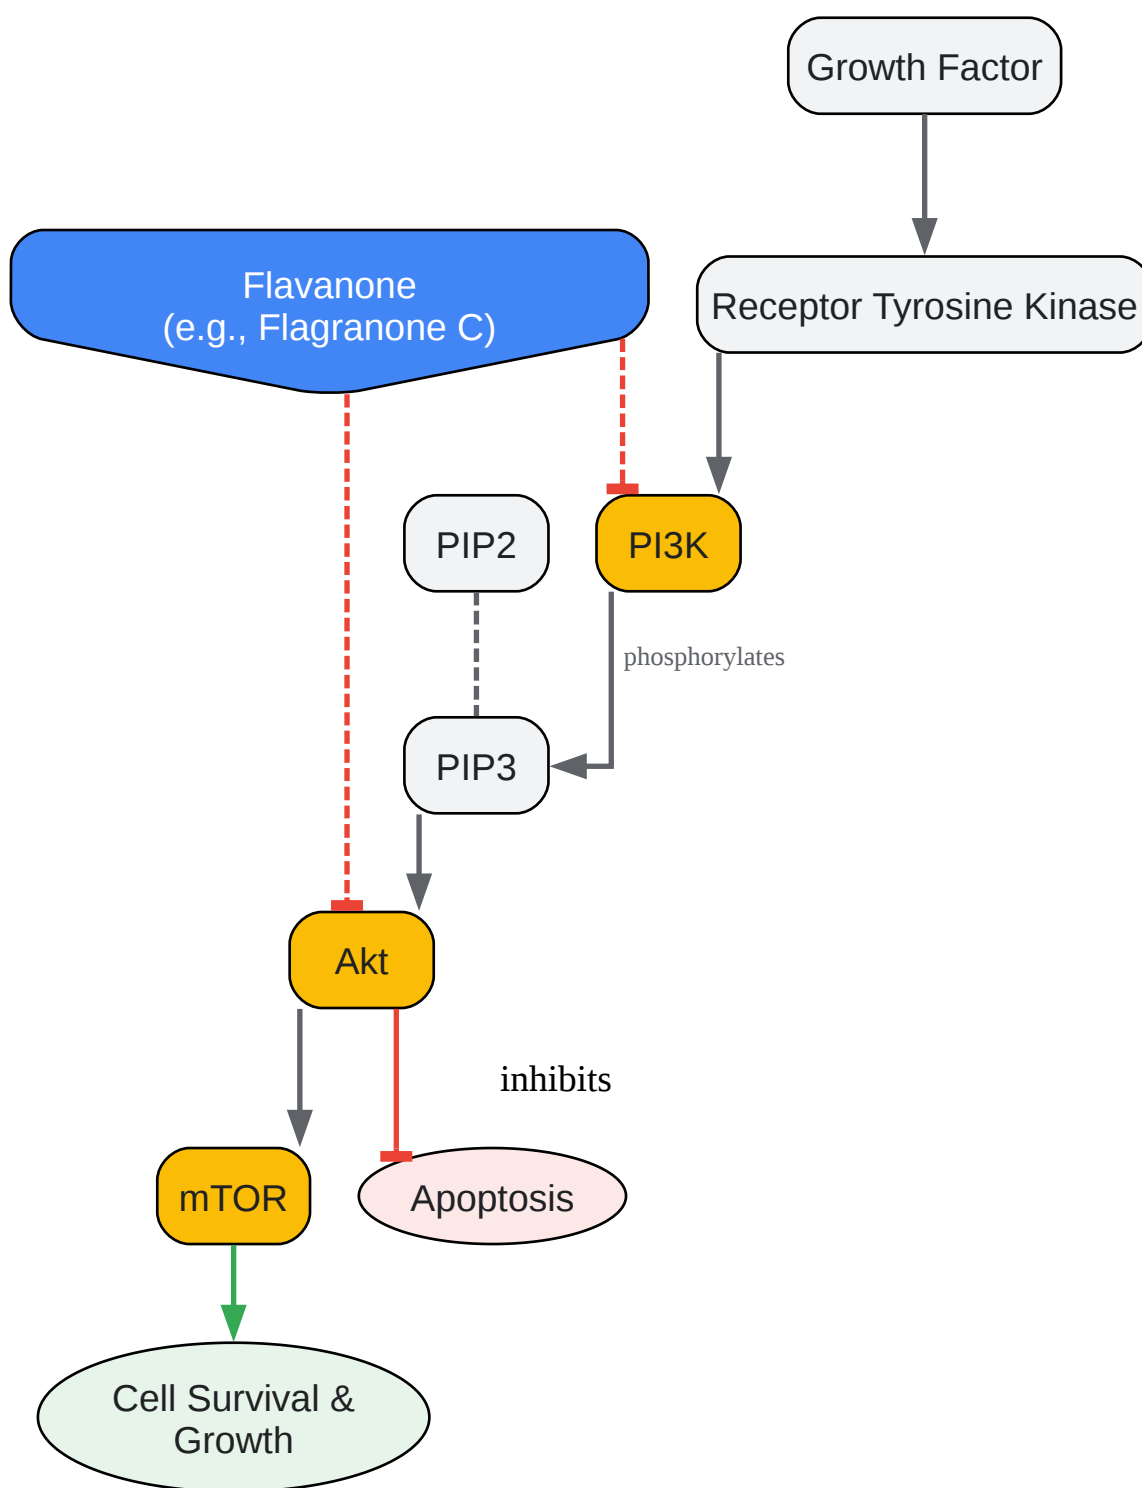 Growth Factor
Flavanone
(e.g., Flagranone C)
Receptor Tyrosine Kinase
PIP2
PI3K
phosphorylates
PIP3
Akt
inhibits
mTOR
Apoptosis
Cell Survival &
Growth